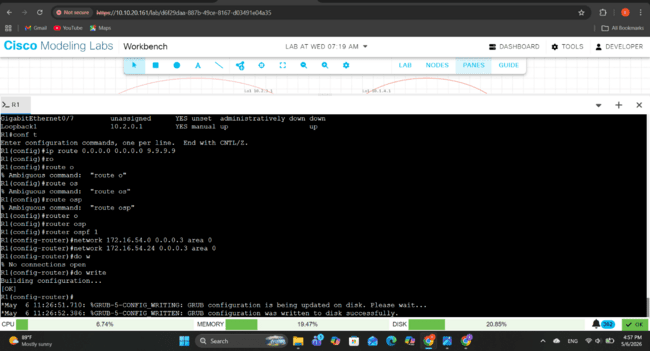 Not secure https://10.10.20.161/lab/d6f29daa-887b-49ce-8167-d03491e04a35
Gmail YouTube Maps All Bookmarks
Cisco Modeling Labs Workbench LAB AT WED 07:19 AM DASHBOARD TOOLS DEVELOPER
LAB NODES PANES GUIDE
R1
GigabitEthernet0/7 unassigned YES unset administratively down down
Loopback1 10.2.0.1 YES manual up up
R1#conf t
Enter configuration commands, one per line. End with CNTL/Z.
R1(config)#ip route 0.0.0.0 0.0.0.0 9.9.9.9
R1(config)#ro
R1(config)#route o
% Ambiguous command: "route o"
R1(config)#route os
% Ambiguous command: "route os"
R1(config)#route osp
% Ambiguous command: "route osp"
R1(config)#router o
R1(config)#router osp
R1(config)#router ospf 1
R1(config-router)#network 172.16.54.0 0.0.0.3 area 0
R1(config-router)#network 172.16.54.24 0.0.0.3 area 0
R1(config-router)#do w
% No connections open
R1(config-router)#do write
Building configuration...
[OK]
R1(config-router)#
*May 6 11:26:51.710: %GRUB-5-CONFIG_WRITING: GRUB configuration is being updated on disk. Please wait...
*May 6 11:26:52.386: %GRUB-5-CONFIG_WRITTEN: GRUB configuration was written to disk successfully.
CPU 6.74% MEMORY 19.47% DISK 20.85% OK
89°F
Mostly sunny
Search
ENG
4:57 PM
5/6/2026